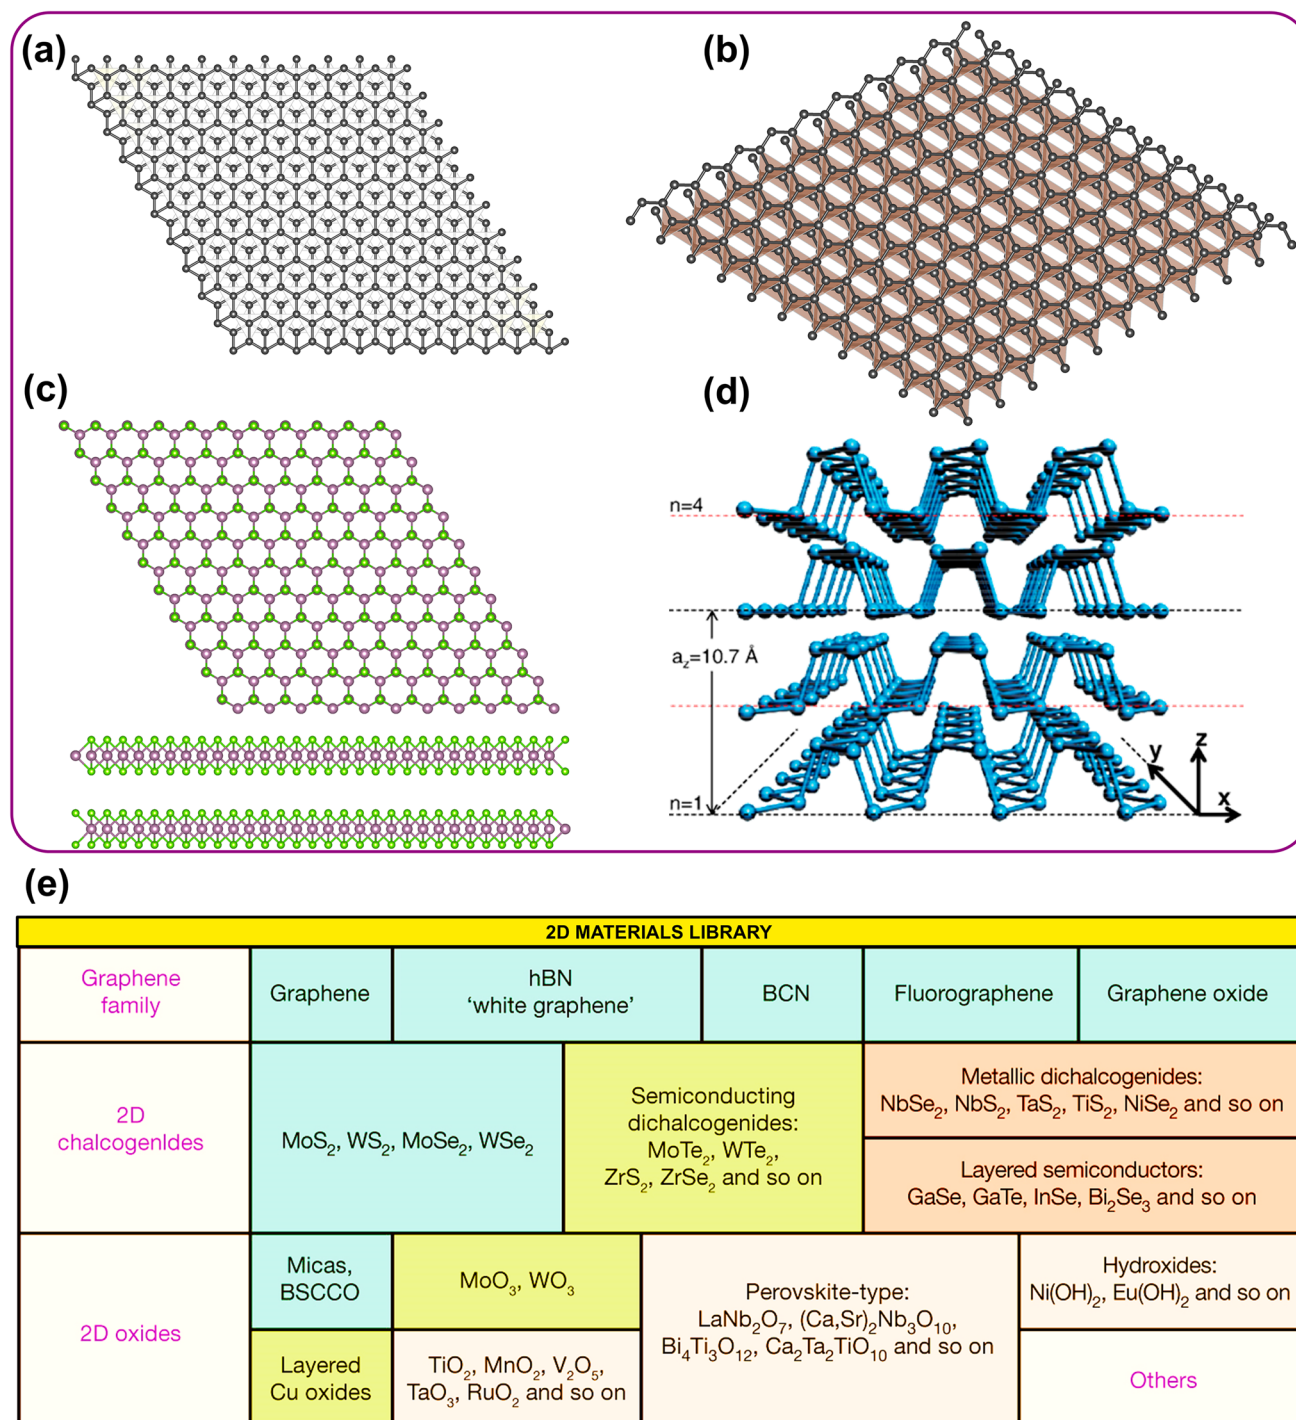 (a)
(b)
(c)
(d)
n=4
a_z=10.7 Å
n=1
y
z
x
(e)
2D MATERIALS LIBRARY
Graphene
family
Graphene
hBN
‘white graphene’
BCN
Fluorographene
Graphene oxide
2D
chalcogenIdes
MoS₂, WS₂, MoSe₂, WSe₂
Semiconducting
dichalcogenides:
MoTe₂, WTe₂,
ZrS₂, ZrSe₂ and so on
Metallic dichalcogenides:
NbSe₂, NbS₂, TaS₂, TiS₂, NiSe₂ and so on
Layered semiconductors:
GaSe, GaTe, InSe, Bi₂Se₃ and so on
2D oxides
Micas,
BSCCO
MoO₃, WO₃
Layered
Cu oxides
TiO₂, MnO₂, V₂O₅,
TaO₃, RuO₂ and so on
Perovskite-type:
LaNb₂O₇, (Ca,Sr)₂Nb₃O₁₀,
Bi₄Ti₃O₁₂, Ca₂Ta₂TiO₁₀ and so on
Hydroxides:
Ni(OH)₂, Eu(OH)₂ and so on
Others